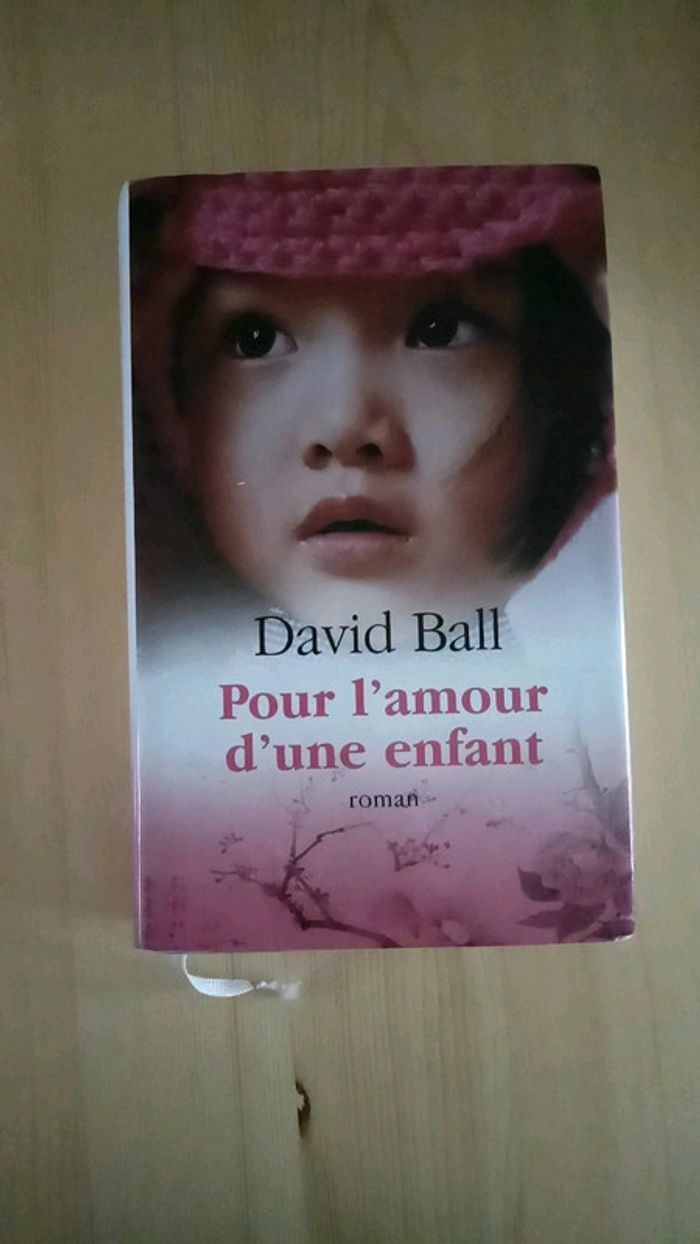 David Ball
Pour l'amour
d'une enfant
roman